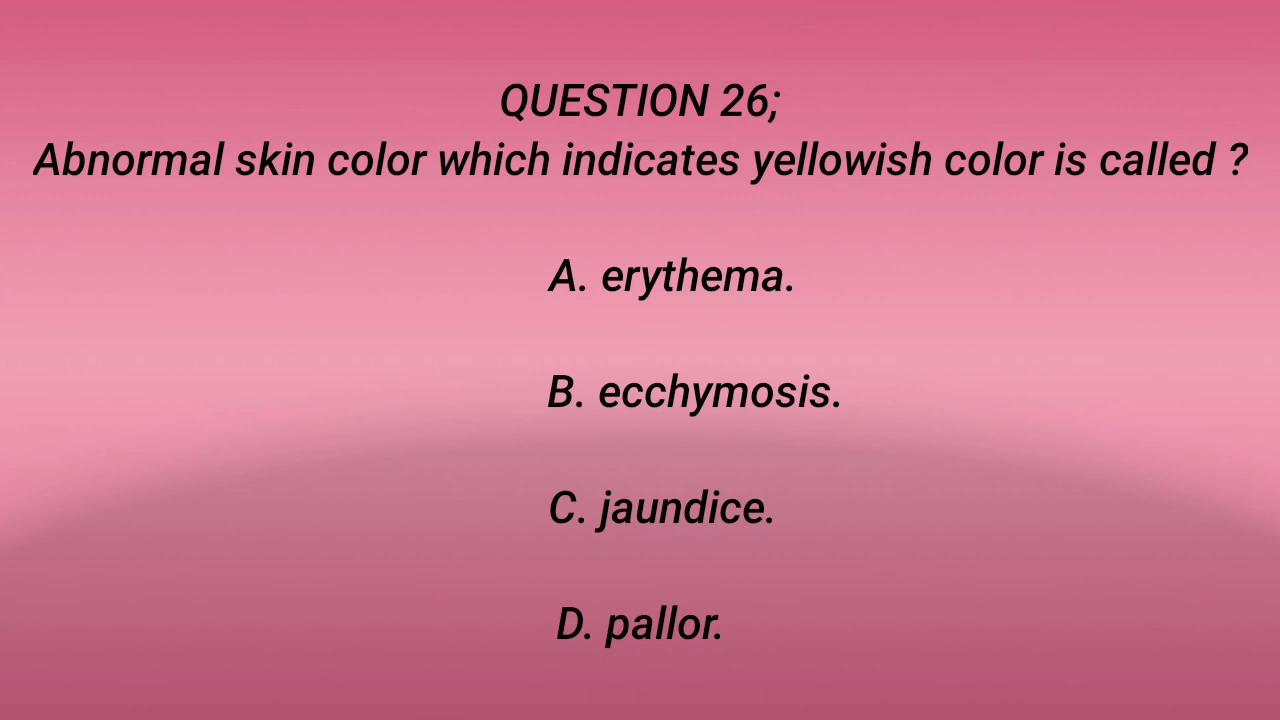 QUESTION 26;
Abnormal skin color which indicates yellowish color is called ?
A. erythema.
B. ecchymosis.
C. jaundice.
D. pallor.